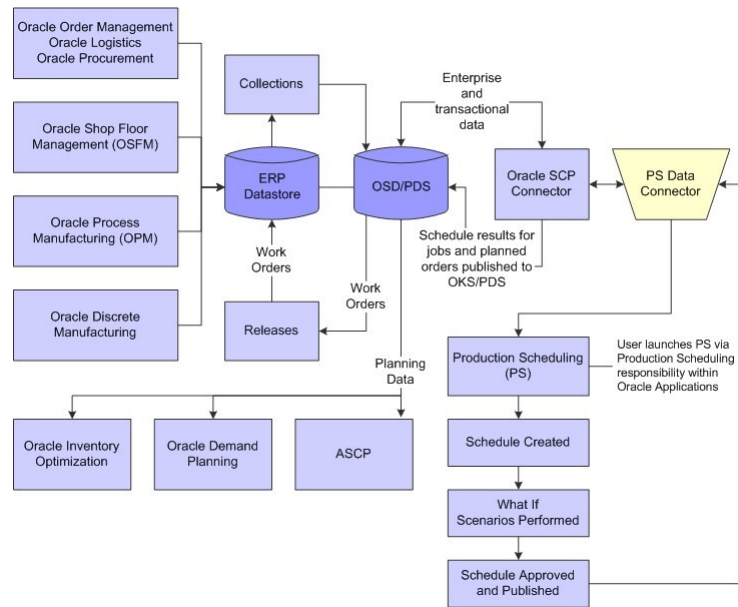 Oracle Order Management
Oracle Logistics
Oracle Procurement
Oracle Shop Floor
Management (OSFM)
Oracle Process
Manufacturing (OPM)
Oracle Discrete
Manufacturing
Collections
ERP
Datastore
Work
Orders
Releases
OSD/PDS
Work
Orders
Planning
Data
Enterprise
and
transactional
data
Oracle SCP
Connector
PS Data
Connector
Schedule results for
jobs and planned
orders published to
OKS/PDS
Production Scheduling
(PS)
User launches PS via
Production Scheduling
responsibility within
Oracle Applications
Oracle Inventory
Optimization
Oracle Demand
Planning
ASCP
Schedule Created
What If
Scenarios Performed
Schedule Approved
and Published